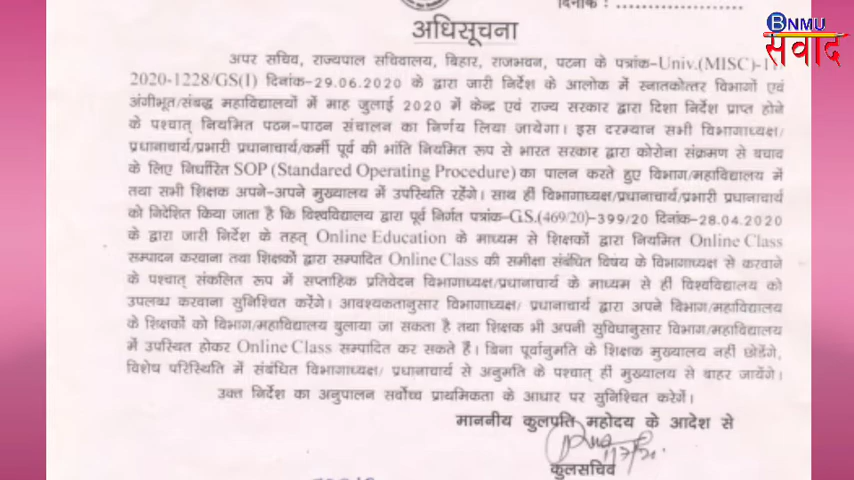 दिनांक : ........................
BNMU
संवाद
अधिसूचना
अपर सचिव, राज्यपाल सचिवालय, बिहार, राजभवन, पटना के पत्रांक-Univ.(MISC)-
2020-1228/GS(I) दिनांक-29.06.2020 के द्वारा जारी निर्देश के आलोक में स्नातकोत्तर विभागों एवं
अंगीभूत/संबद्ध महाविद्यालयों में माह जुलाई 2020 में केन्द्र एवं राज्य सरकार द्वारा दिशा निर्देश प्राप्त होने
के पश्चात् नियमित पठन-पाठन संचालन का निर्णय लिया जायेगा। इस दरम्यान सभी विभागाध्यक्ष/
प्रधानाचार्य/प्रभारी प्रधानाचार्य/कर्मी पूर्व की भांति नियमित रूप से भारत सरकार द्वारा कोरोना संक्रमण से बचाव
के लिए निर्धारित SOP (Standared Operating Procedure) का पालन करते हुए विभाग/महाविद्यालय में
तथा सभी शिक्षक अपने-अपने मुख्यालय में उपस्थिति रहेंगे। साथ ही विभागाध्यक्ष/प्रधानाचार्य/प्रभारी प्रधानाचार्य
को निदेशित किया जाता है कि विश्वविद्यालय द्वारा पूर्व निर्गत पत्रांक-G.S.(469/20)-399/20 दिनांक-28.04.2020
के द्वारा जारी निर्देश के तहत् Online Education के माध्यम से शिक्षकों द्वारा नियमित Online Class
सम्पादन करवाना तथा शिक्षकों द्वारा सम्पादित Online Class की समीक्षा संबंधित विषय के विभागाध्यक्ष से करवाने
के पश्चात् संकलित रूप में सप्ताहिक प्रतिवेदन विभागाध्यक्ष/प्रधानाचार्य के माध्यम से ही विश्वविद्यालय को
उपलब्ध करवाना सुनिश्चित करेंगे। आवश्यकतानुसार विभागाध्यक्ष/ प्रधानाचार्य द्वारा अपने विभाग/महाविद्यालय
के शिक्षकों को विभाग/महाविद्यालय बुलाया जा सकता है तथा शिक्षक भी अपनी सुविधानुसार विभाग/महाविद्यालय
में उपस्थित होकर Online Class सम्पादित कर सकते हैं। बिना पूर्वानुमति के शिक्षक मुख्यालय नहीं छोड़ेंगे,
विशेष परिस्थिति में संबंधित विभागाध्यक्ष/ प्रधानाचार्य से अनुमति के पश्चात् ही मुख्यालय से बाहर जायेंगे।
उक्त निर्देश का अनुपालन सर्वोच्च प्राथमिकता के आधार पर सुनिश्चित करेगें।
माननीय कुलपति महोदय के आदेश से
कुलसचिव